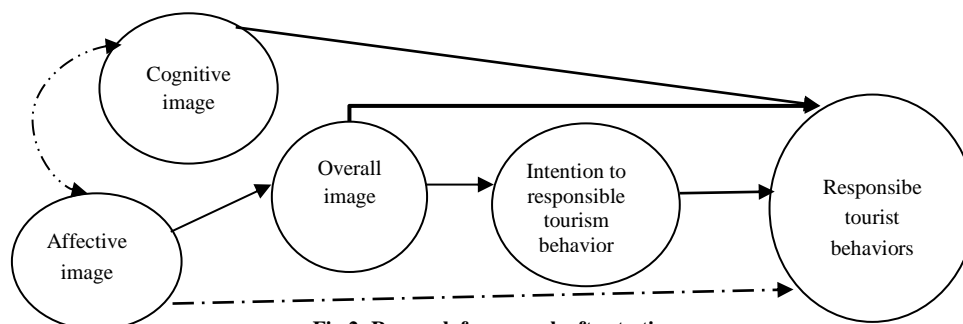 Cognitive
image
Overall
image
Intention to
responsible
tourism
behavior
Responsibe
tourist
behaviors
Affective
image